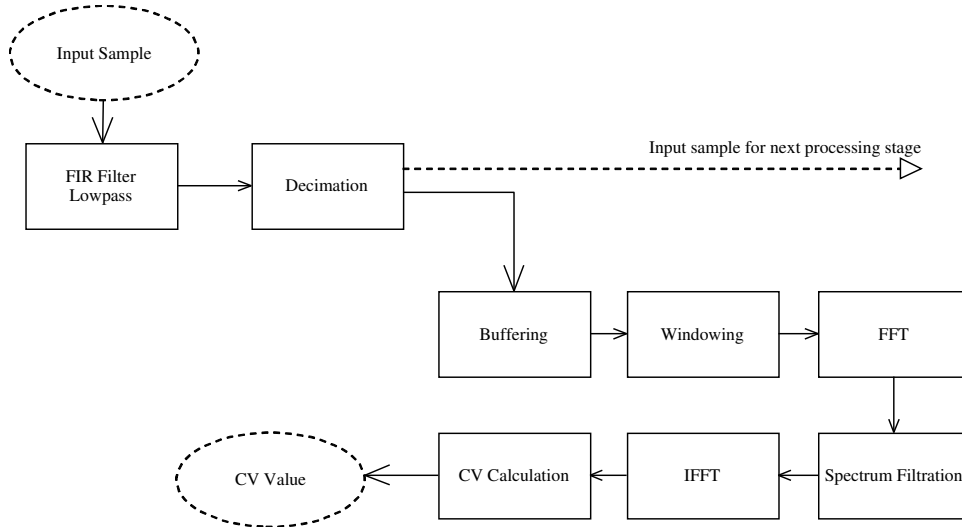 Input Sample
Input sample for next processing stage
FIR Filter
Lowpass
Decimation
Buffering
Windowing
FFT
CV Value
CV Calculation
IFFT
Spectrum Filtration